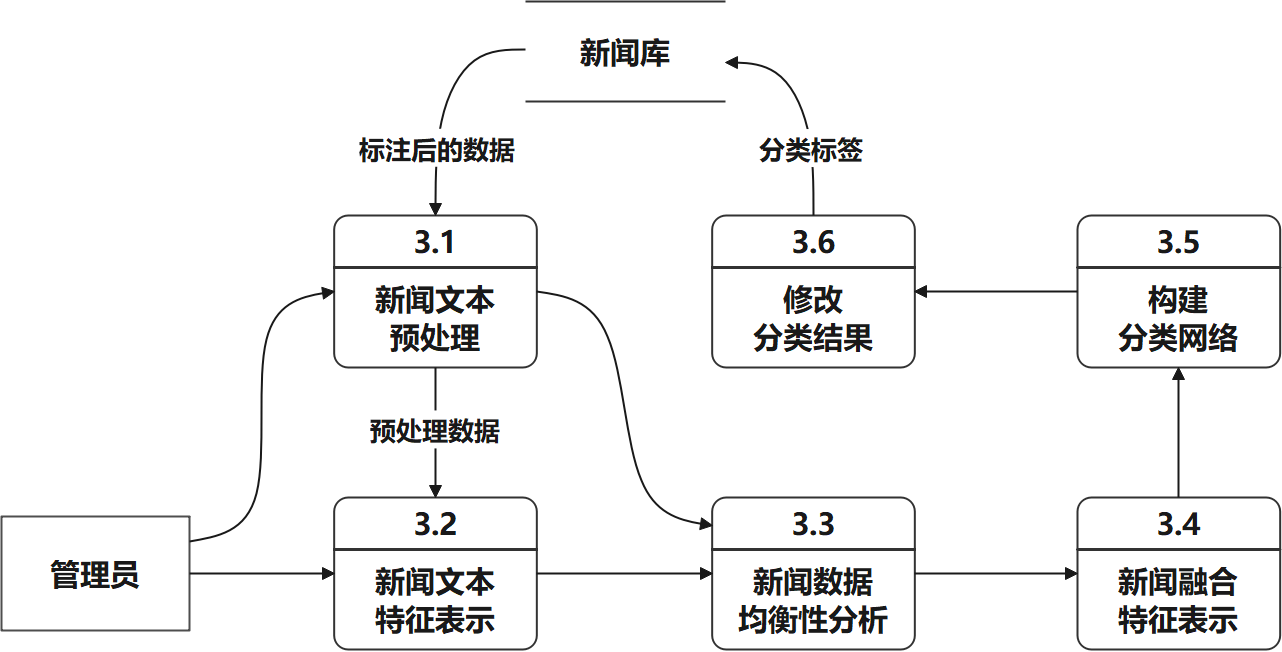 新闻库
标注后的数据
分类标签
3.1
新闻文本
预处理
3.6
修改
分类结果
3.5
构建
分类网络
预处理数据
管理员
3.2
新闻文本
特征表示
3.3
新闻数据
均衡性分析
3.4
新闻融合
特征表示